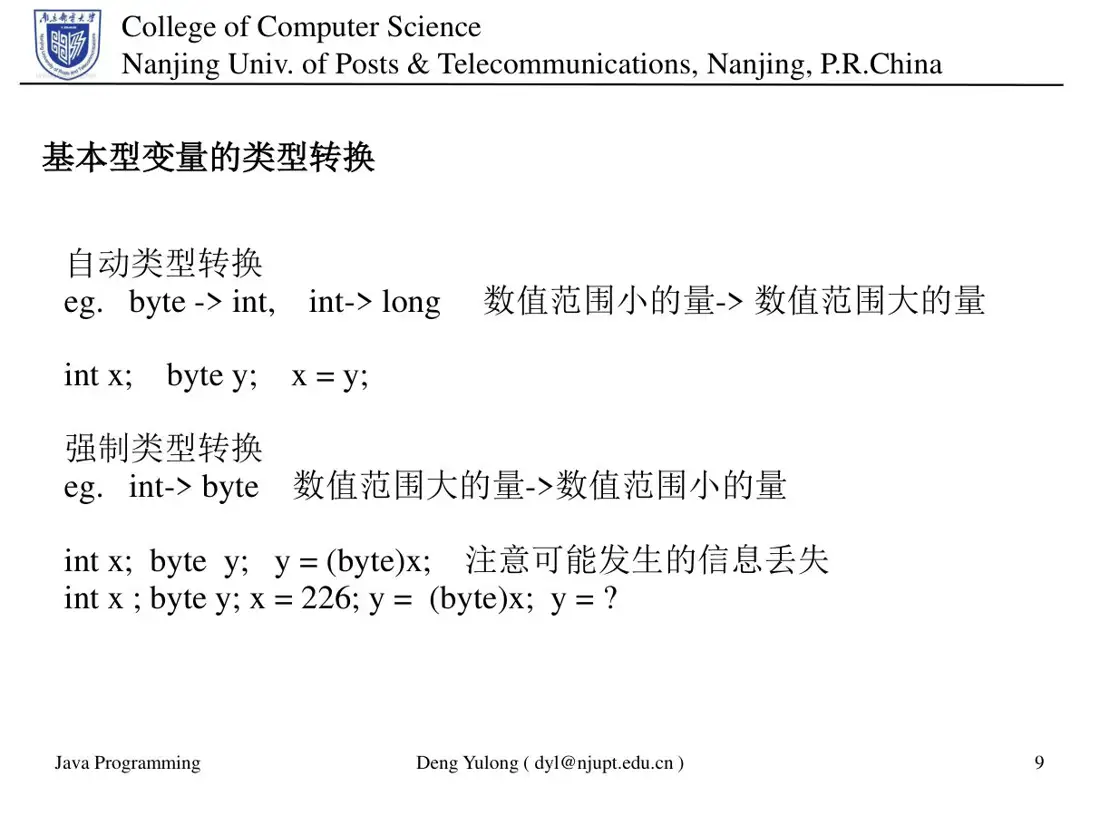 College of Computer Science
Nanjing Univ. of Posts & Telecommunications, Nanjing, P.R.China
基本型变量的类型转换
自动类型转换
eg. byte -> int, int-> long 数值范围小的量-> 数值范围大的量
int x; byte y; x = y;
强制类型转换
eg. int-> byte 数值范围大的量->数值范围小的量
int x; byte y; y = (byte)x; 注意可能发生的信息丢失
int x ; byte y; x = 226; y = (byte)x; y = ?
Java Programming Deng Yulong ( dyl@njupt.edu.cn ) 9